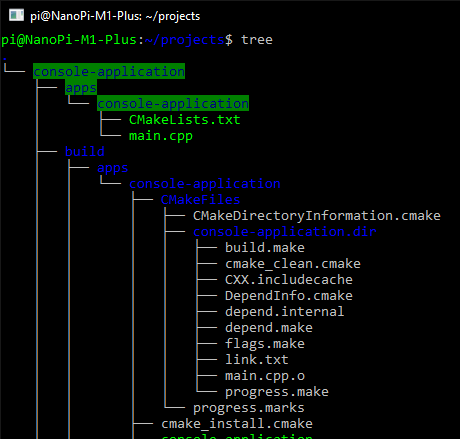 pi@NanoPi-M1-Plus: ~/projects
pi@NanoPi-M1-Plus:~/projects$ tree
.
└── console-application
    ├── apps
    │   └── console-application
    │       ├── CMakeLists.txt
    │       └── main.cpp
    ├── build
    │   ├── apps
    │   │   └── console-application
    │   │       ├── CMakeFiles
    │   │       │   ├── CMakeDirectoryInformation.cmake
    │   │       │   ├── console-application.dir
    │   │       │   │   ├── build.make
    │   │       │   │   ├── cmake_clean.cmake
    │   │       │   │   ├── CXX.includecache
    │   │       │   │   ├── DependInfo.cmake
    │   │       │   │   ├── depend.internal
    │   │       │   │   ├── depend.make
    │   │       │   │   ├── flags.make
    │   │       │   │   ├── link.txt
    │   │       │   │   ├── main.cpp.o
    │   │       │   │   └── progress.make
    │   │       │   └── progress.marks
    │   │       ├── cmake_install.cmake
    │   │       ├── console-application